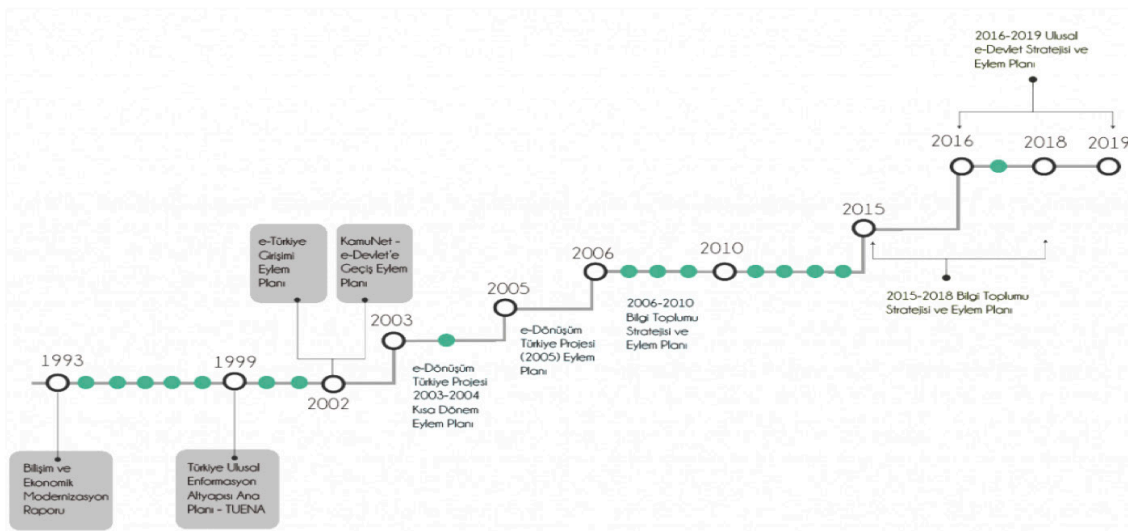 2016-2019 Ulusal
e-Devlet Stratejisi ve
Eylem Planı
2016
2018
2019
2015
2015-2018 Bilgi Toplumu
Stratejisi ve Eylem Planı
e-Türkiye
Girişimi
Eylem
Planı
KamuNet -
e-Devlet'e
Geçiş Eylem
Planı
2006
2010
2006-2010
Bilgi Toplumu
Stratejisi ve
Eylem Planı
2005
e-Dönüşüm
Türkiye Projesi
(2005) Eylem
Planı
2003
e-Dönüşüm
Türkiye Projesi
2003-2004
Kısa Dönem
Eylem Planı
1993
1999
2002
Bilişim ve
Ekonomik
Modernizasyon
Raporu
Türkiye Ulusal
Enformasyon
Altyapısı Ana
Planı - TUENA